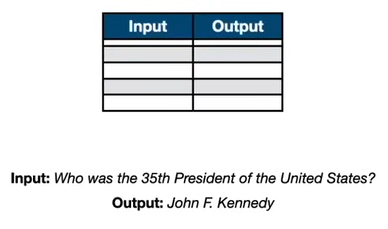 Input Output
Input: Who was the 35th President of the United States?
Output: John F. Kennedy